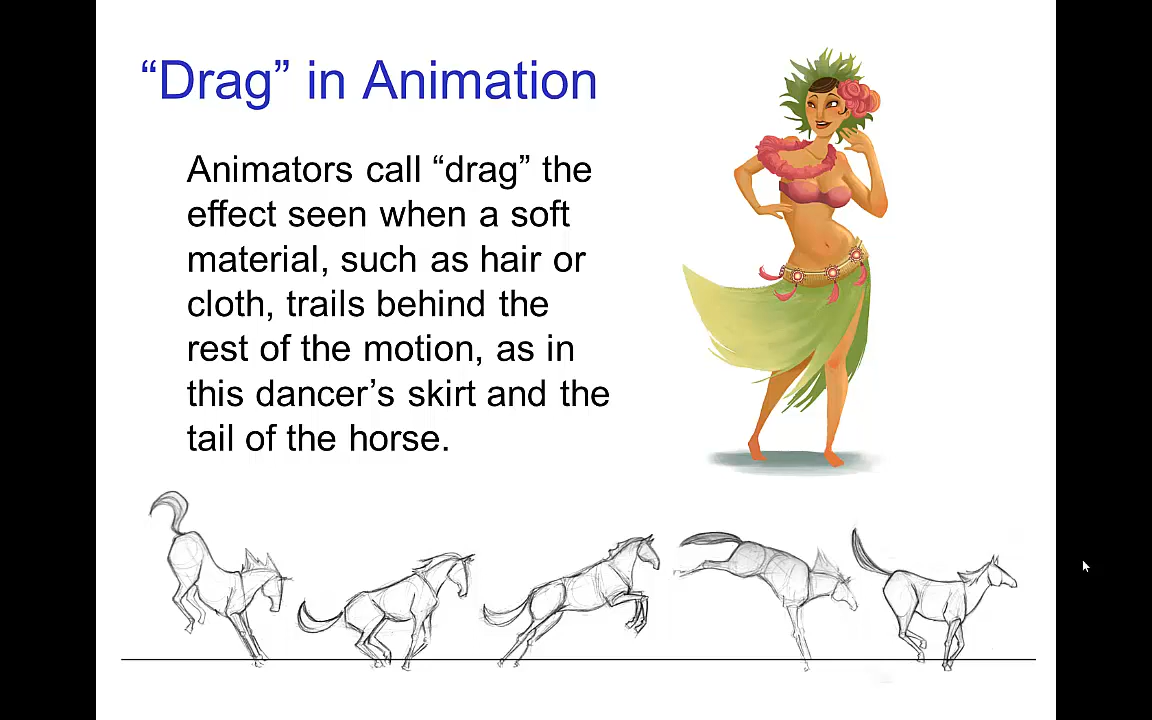 “Drag” in Animation
Animators call “drag” the
effect seen when a soft
material, such as hair or
cloth, trails behind the
rest of the motion, as in
this dancer’s skirt and the
tail of the horse.